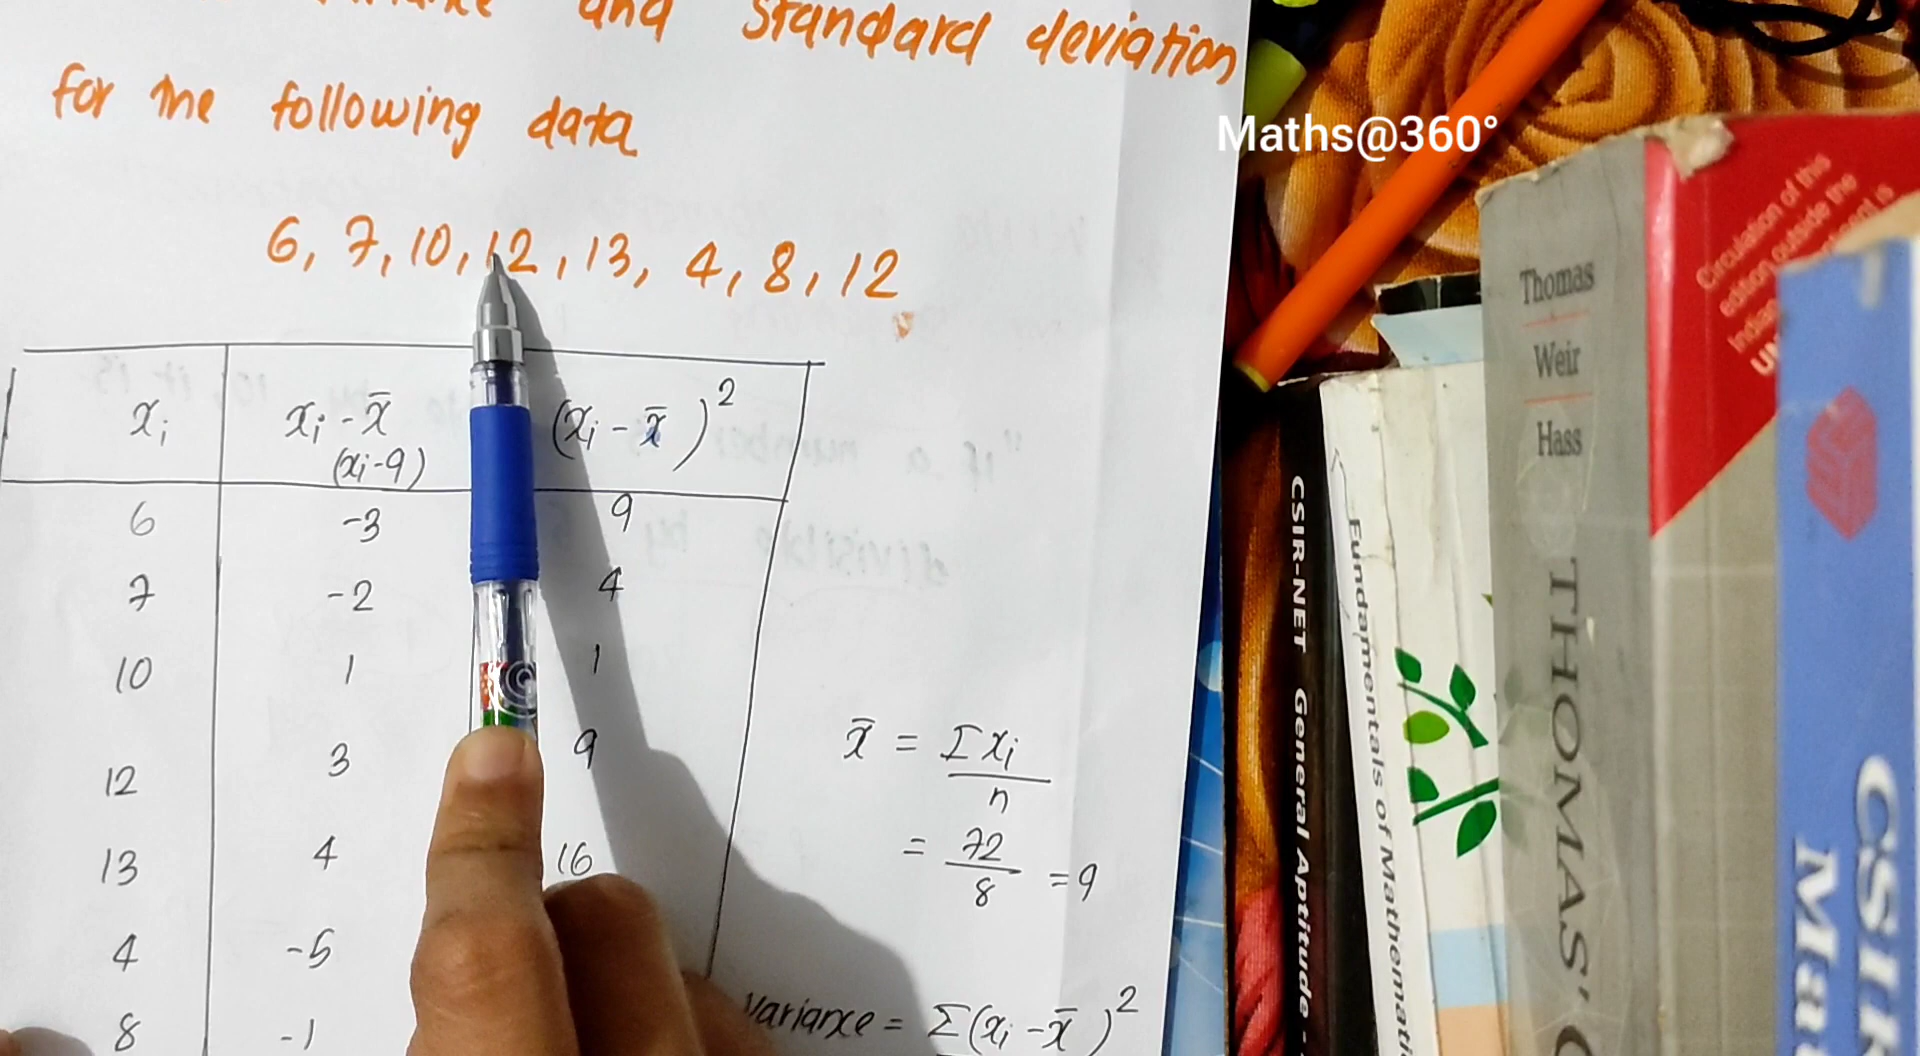 and standard deviation
for the following data
6, 7, 10, 12, 13, 4, 8, 12
xᵢ | xᵢ - x̄ (xᵢ-9) | (xᵢ - x̄)²
6 | -3 | 9
7 | -2 | 4
10 | 1 | 1
12 | 3 | 9
13 | 4 | 16
4 | -5
8 | -1
x̄ = Σxᵢ / n
= 72 / 8 = 9
Variance = Σ(xᵢ - x̄)²
Maths@360°
CSIR-NET General Aptitude -
Fundamentals of Mathemati
Thomas
Weir
Hass
THOMAS'
Circulation of this
edition outside the
CSIR
Ma